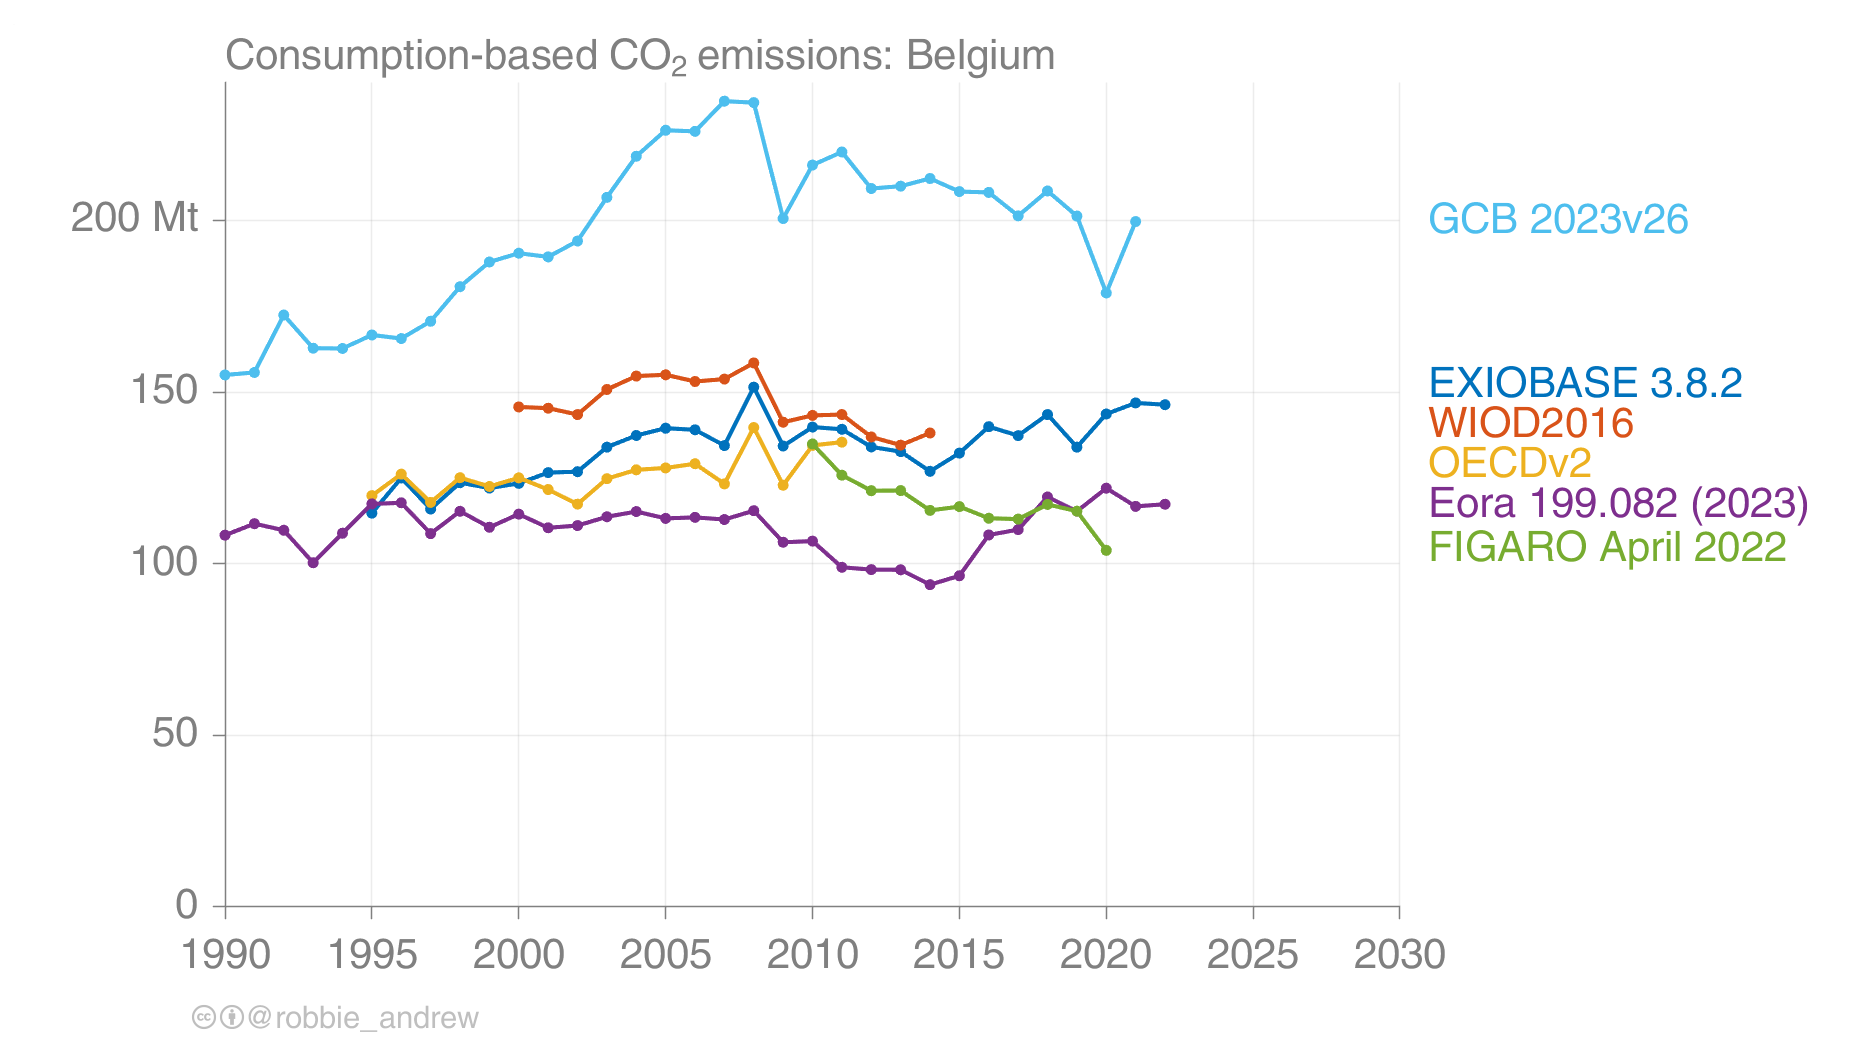 Consumption-based CO₂ emissions: Belgium
200 Mt
150
100
50
0
1990 1995 2000 2005 2010 2015 2020 2025 2030
GCB 2023v26
EXIOBASE 3.8.2
WIOD2016
OECDv2
Eora 199.082 (2023)
FIGARO April 2022
@robbie_andrew